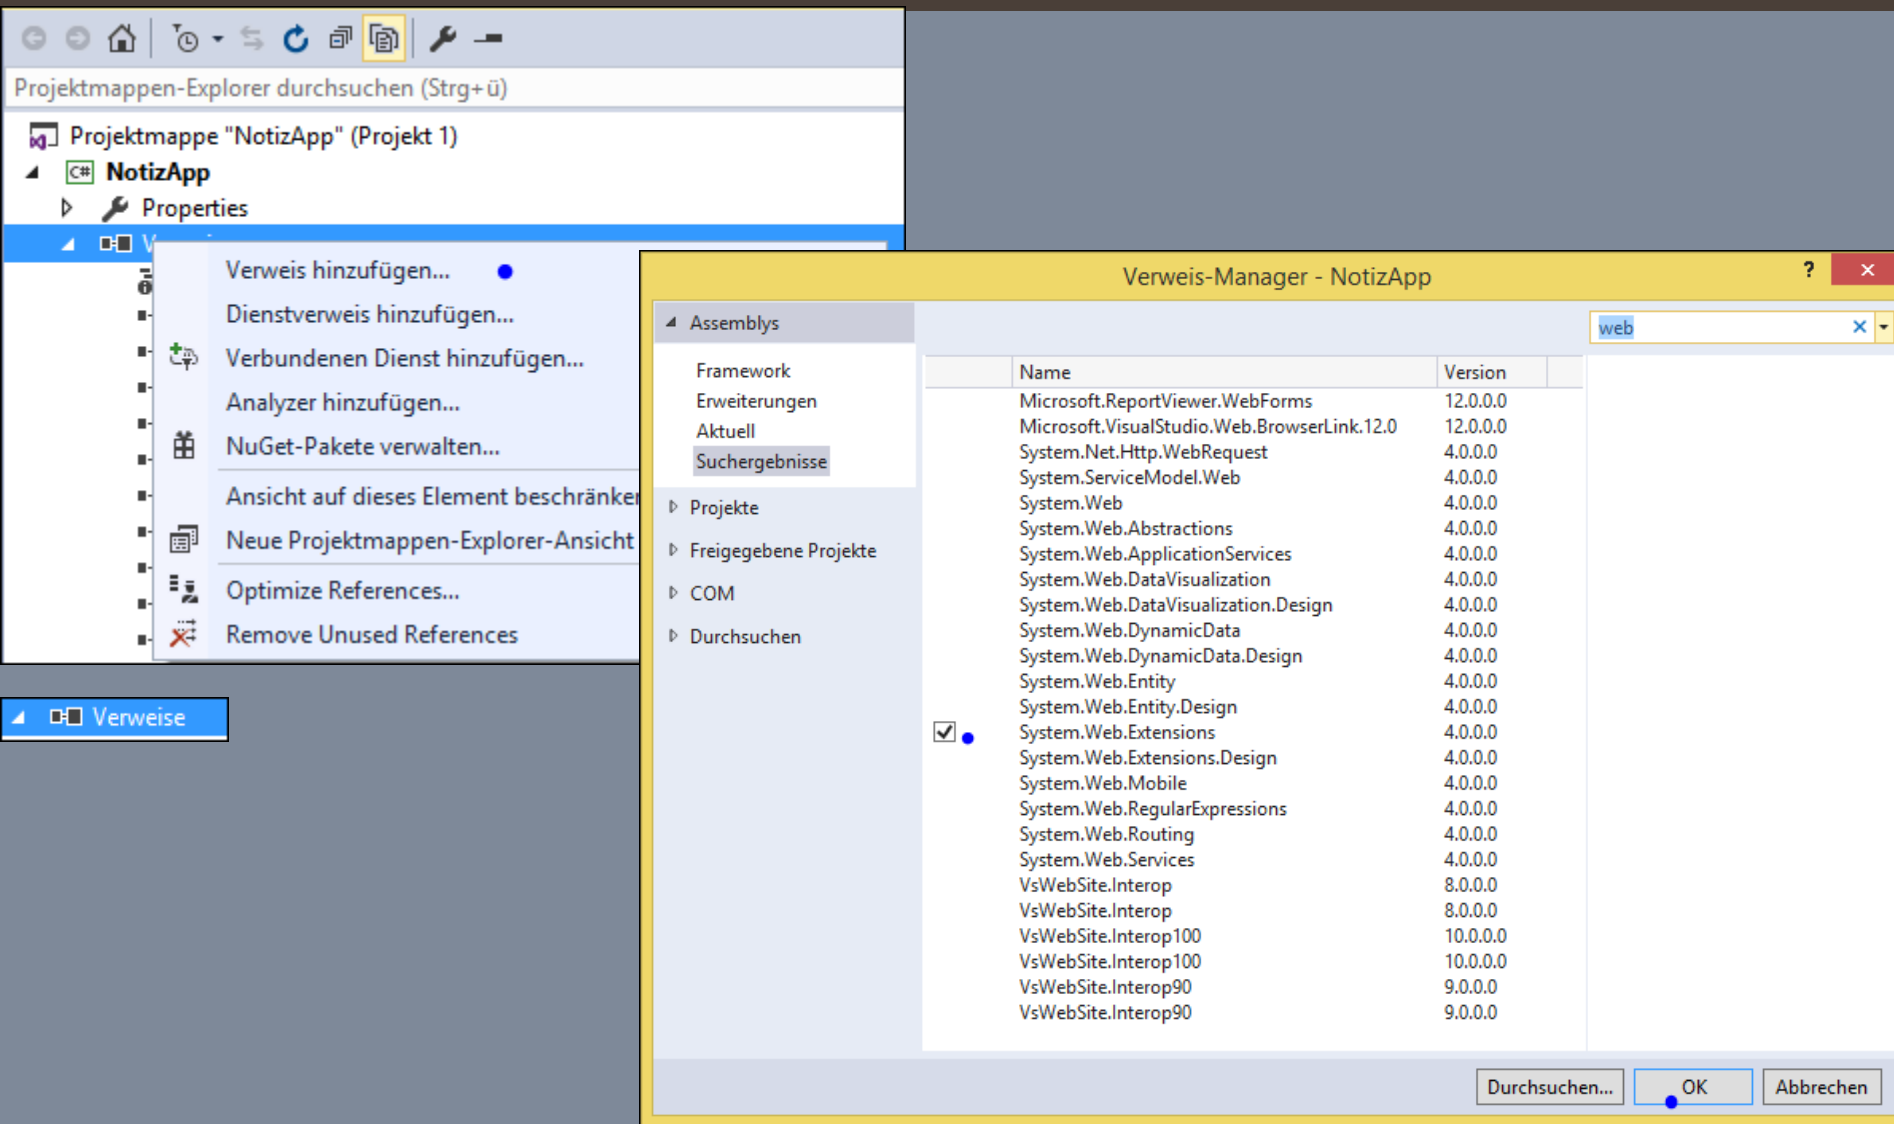 Projektmappen-Explorer durchsuchen (Strg+ü)
Projektmappe "NotizApp" (Projekt 1)
C# NotizApp
Properties
Verweis hinzufügen...
Dienstverweis hinzufügen...
Verbundenen Dienst hinzufügen...
Analyzer hinzufügen...
NuGet-Pakete verwalten...
Ansicht auf dieses Element
Neue Projektmappen-Explorer-Ansicht
Optimize References...
Remove Unused References
Verweise
Verweis-Manager - NotizApp
?
Assemblys
Framework
Erweiterungen
Aktuell
Suchergebnisse
Projekte
Freigegebene Projekte
COM
Durchsuchen
web
Name Version
Microsoft.ReportViewer.WebForms 12.0.0.0
Microsoft.VisualStudio.Web.BrowserLink.12.0 12.0.0.0
System.Net.Http.WebRequest 4.0.0.0
System.ServiceModel.Web 4.0.0.0
System.Web 4.0.0.0
System.Web.Abstractions 4.0.0.0
System.Web.ApplicationServices 4.0.0.0
System.Web.DataVisualization 4.0.0.0
System.Web.DataVisualization.Design 4.0.0.0
System.Web.DynamicData 4.0.0.0
System.Web.DynamicData.Design 4.0.0.0
System.Web.Entity 4.0.0.0
System.Web.Entity.Design 4.0.0.0
System.Web.Extensions 4.0.0.0
System.Web.Extensions.Design 4.0.0.0
System.Web.Mobile 4.0.0.0
System.Web.RegularExpressions 4.0.0.0
System.Web.Routing 4.0.0.0
System.Web.Services 4.0.0.0
VsWebSite.Interop 8.0.0.0
VsWebSite.Interop 8.0.0.0
VsWebSite.Interop100 10.0.0.0
VsWebSite.Interop100 10.0.0.0
VsWebSite.Interop90 9.0.0.0
VsWebSite.Interop90 9.0.0.0
Durchsuchen... OK Abbrechen